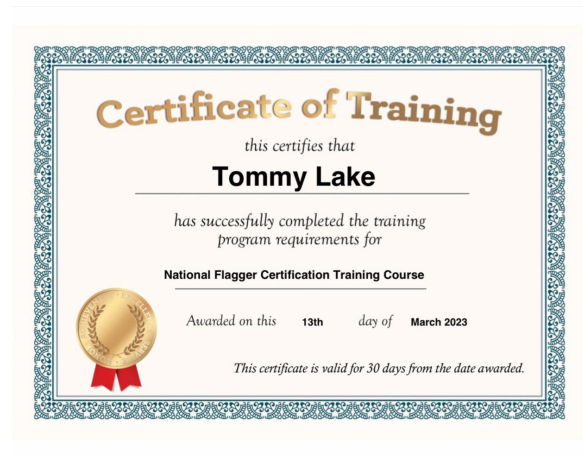 Certificate of Training
this certifies that
Tommy Lake
has successfully completed the training
program requirements for
National Flagger Certification Training Course
Awarded on this 13th day of March 2023
This certificate is valid for 30 days from the date awarded.